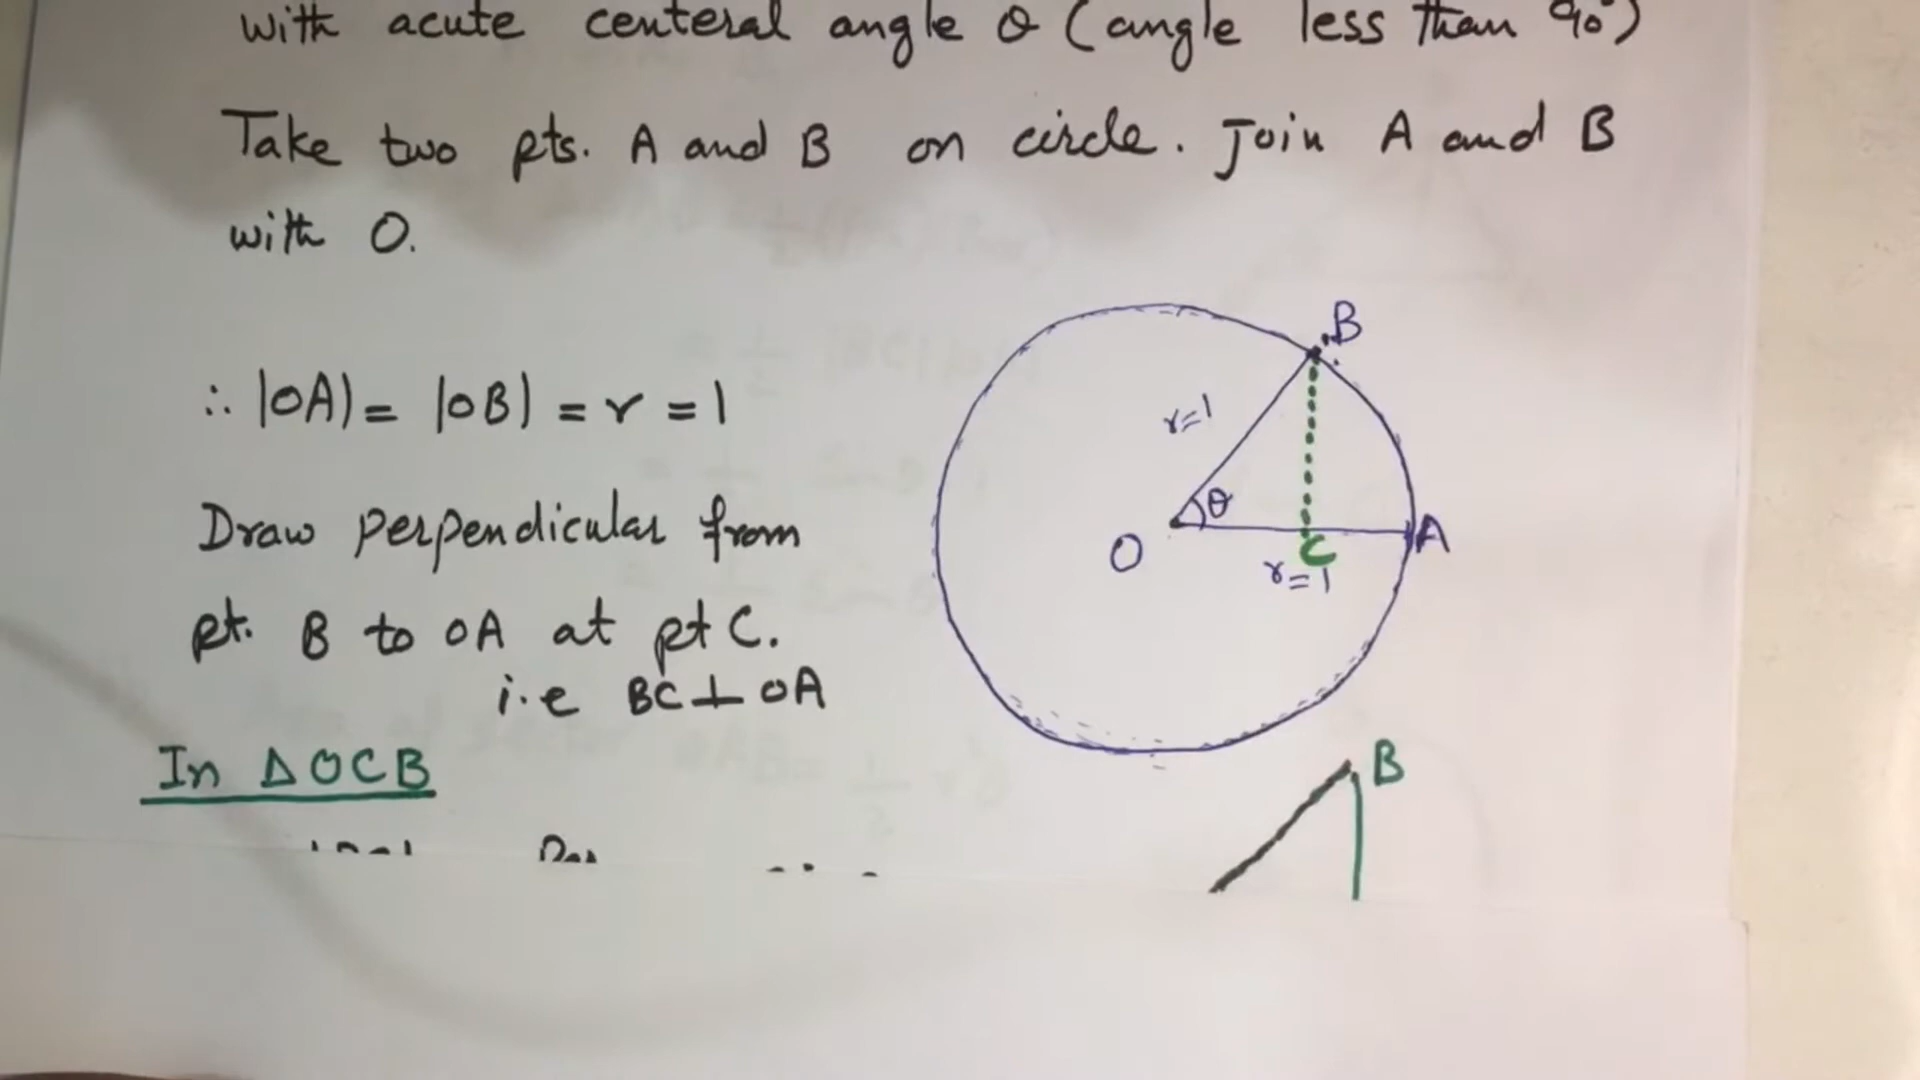 with acute centeral angle θ (angle less than 90°)
Take two pts. A and B on circle. Join A and B
with O.
∴ |OA| = |OB| = r = 1
Draw perpendicular from
pt. B to OA at pt C.
i.e BC⊥OA
In △OCB
B
r=1
θ
O
C
A
r=1
B